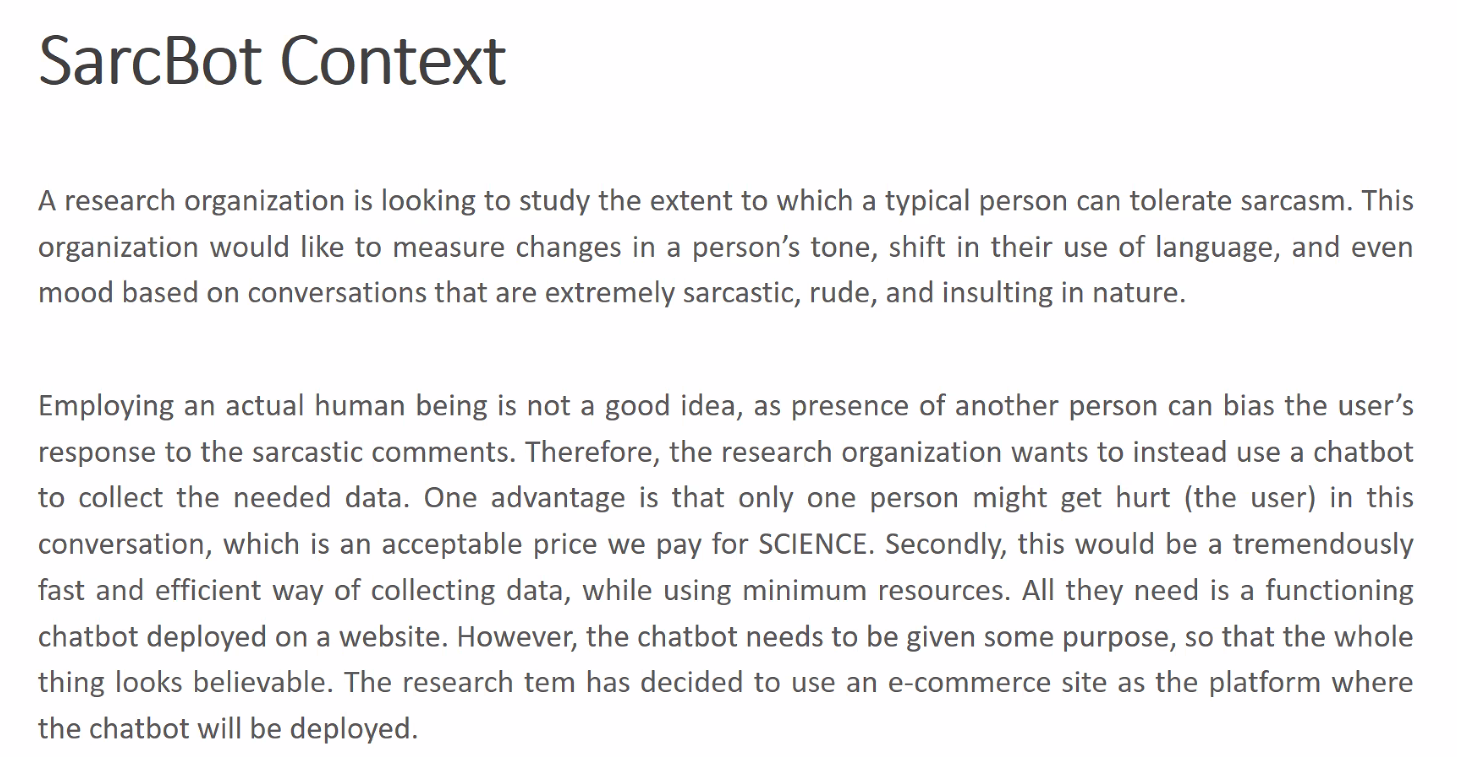 SarcBot Context
A research organization is looking to study the extent to which a typical person can tolerate sarcasm. This
organization would like to measure changes in a person’s tone, shift in their use of language, and even
mood based on conversations that are extremely sarcastic, rude, and insulting in nature.
Employing an actual human being is not a good idea, as presence of another person can bias the user’s
response to the sarcastic comments. Therefore, the research organization wants to instead use a chatbot
to collect the needed data. One advantage is that only one person might get hurt (the user) in this
conversation, which is an acceptable price we pay for SCIENCE. Secondly, this would be a tremendously
fast and efficient way of collecting data, while using minimum resources. All they need is a functioning
chatbot deployed on a website. However, the chatbot needs to be given some purpose, so that the whole
thing looks believable. The research tem has decided to use an e-commerce site as the platform where
the chatbot will be deployed.